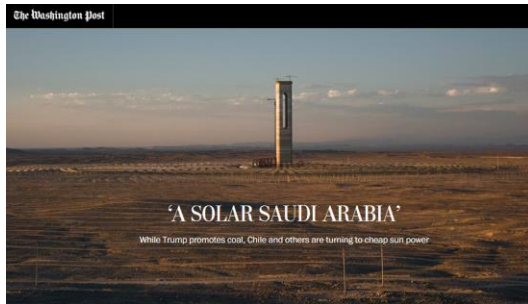 The Washington Post
‘A SOLAR SAUDI ARABIA’
While Trump promotes coal, Chile and others are turning to cheap sun power